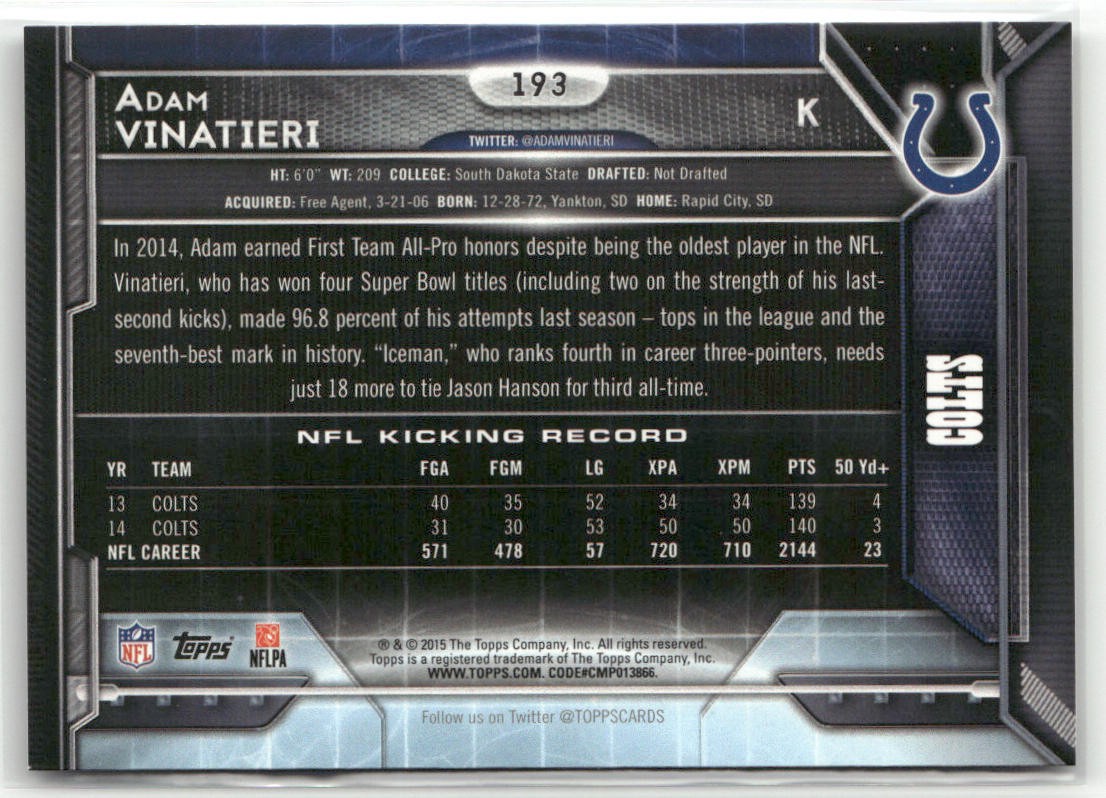 193
ADAM
VINATIERI
K
TWITTER: @ADAMVINATIERI
HT: 6'0" WT: 209 COLLEGE: South Dakota State DRAFTED: Not Drafted
ACQUIRED: Free Agent, 3-21-06 BORN: 12-28-72, Yankton, SD HOME: Rapid City, SD
In 2014, Adam earned First Team All-Pro honors despite being the oldest player in the NFL.
Vinatieri, who has won four Super Bowl titles (including two on the strength of his last-
second kicks), made 96.8 percent of his attempts last season – tops in the league and the
seventh-best mark in history. “Iceman,” who ranks fourth in career three-pointers, needs
just 18 more to tie Jason Hanson for third all-time.
COLTS
NFL KICKING RECORD
YR TEAM FGA FGM LG XPA XPM PTS 50 Yd+
13 COLTS 40 35 52 34 34 139 4
14 COLTS 31 30 53 50 50 140 3
NFL CAREER 571 478 57 720 710 2144 23
NFL
Topps
NFLPA
® & © 2015 The Topps Company, Inc. All rights reserved.
Topps is a registered trademark of The Topps Company, Inc.
WWW.TOPPS.COM. CODE#CMP013866.
Follow us on Twitter @TOPPSCARDS